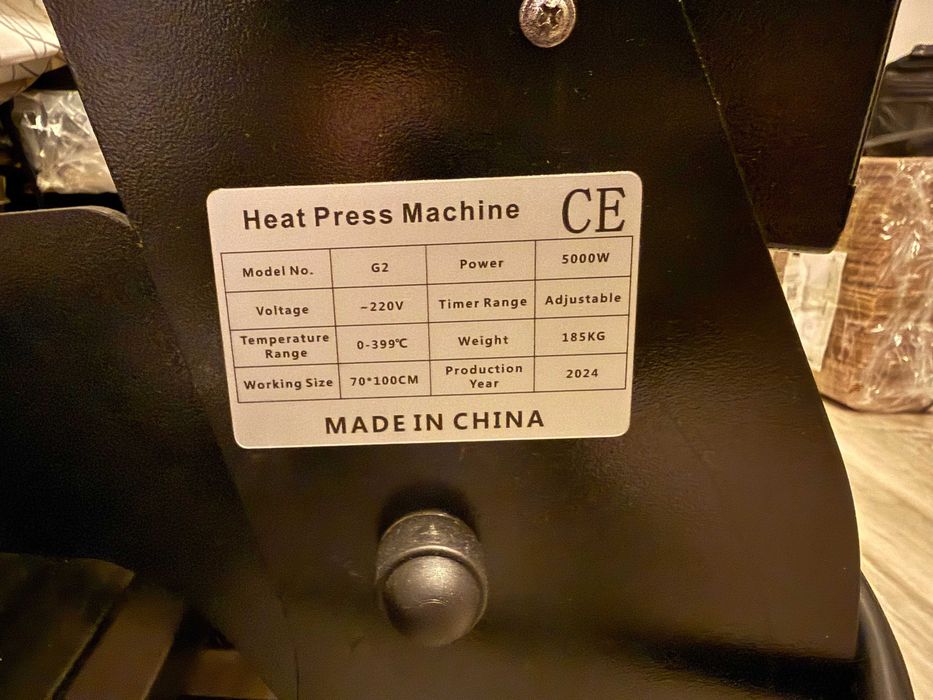 Heat Press Machine CE
Model No. G2 Power 5000W
Voltage ~220V Timer Range Adjustable
Temperature Range 0-399℃ Weight 185KG
Working Size 70*100CM Production Year 2024
MADE IN CHINA